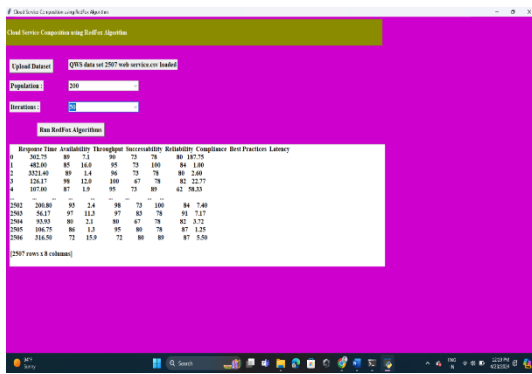 Cloud Service Composition using RedFox Algorithm
Cloud Service Composition using RedFox Algorithm
Upload Dataset QWS data set 2507 web service.csv loaded
Population : 200
Iterations : 50
Run RedFox Algorithms
Response Time Availability Throughput Successability Reliability Compliance Best Practices Latency
0 302.75 89 7.1 90 73 78 80 187.75
1 482.00 85 16.0 95 73 100 84 1.00
2 3321.40 89 1.4 96 73 78 80 2.60
3 126.17 98 12.0 100 67 78 82 22.77
4 107.00 87 1.9 95 73 89 62 58.33
... ... ... ... ... ... ... ... ...
2502 200.80 93 2.4 98 73 100 84 7.40
2503 56.17 97 11.3 97 83 78 91 7.17
2504 93.93 80 2.1 80 67 78 82 3.72
2505 106.75 86 1.3 95 80 78 87 1.25
2506 316.50 72 15.9 72 80 89 87 5.50
[2507 rows x 8 columns]
Sunny
Search
ENG
IN